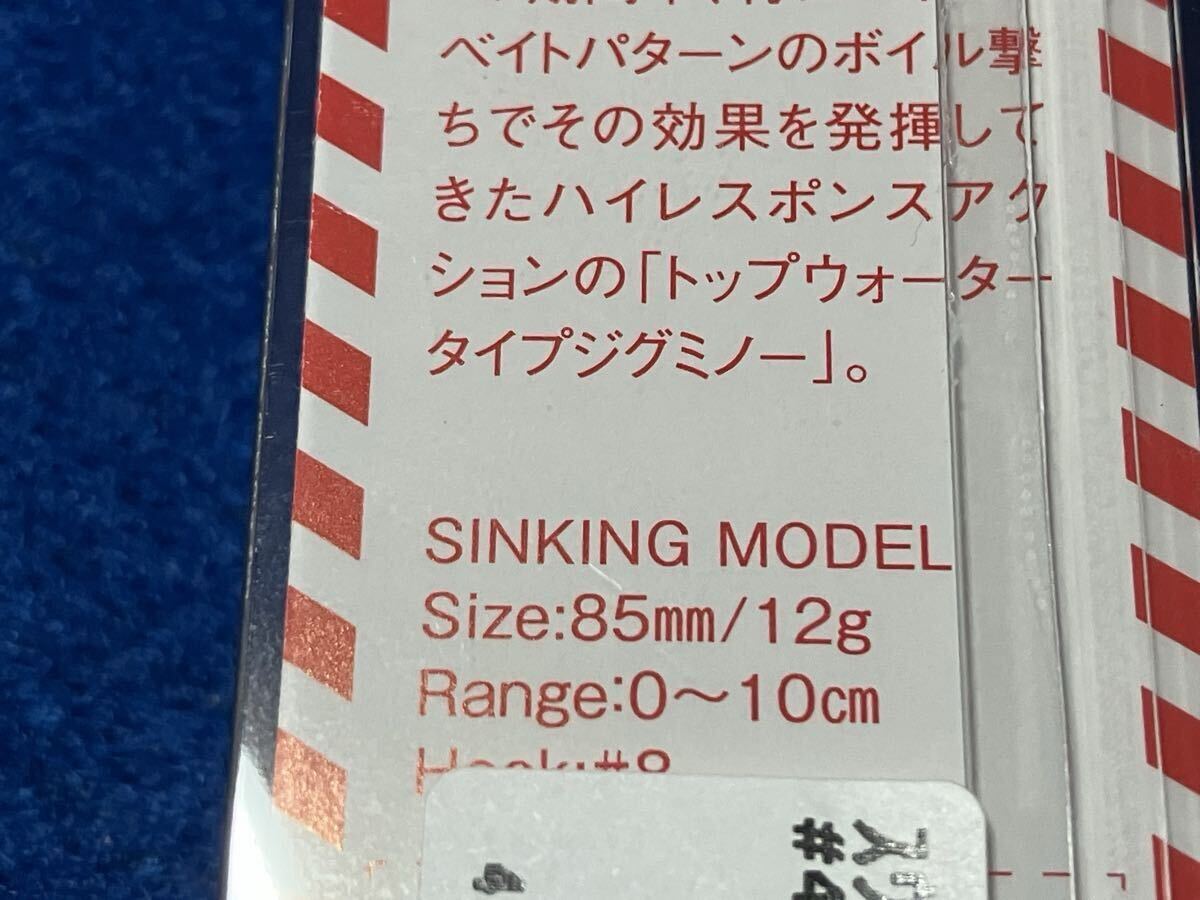 ベイトパターンのボイル撃
ちでその効果を発揮して
きたハイレスポンスアク
ションの「トップウォーター
タイプジグミノー」。
SINKING MODEL
Size:85mm/12g
Range:0〜10cm
Hook:#8